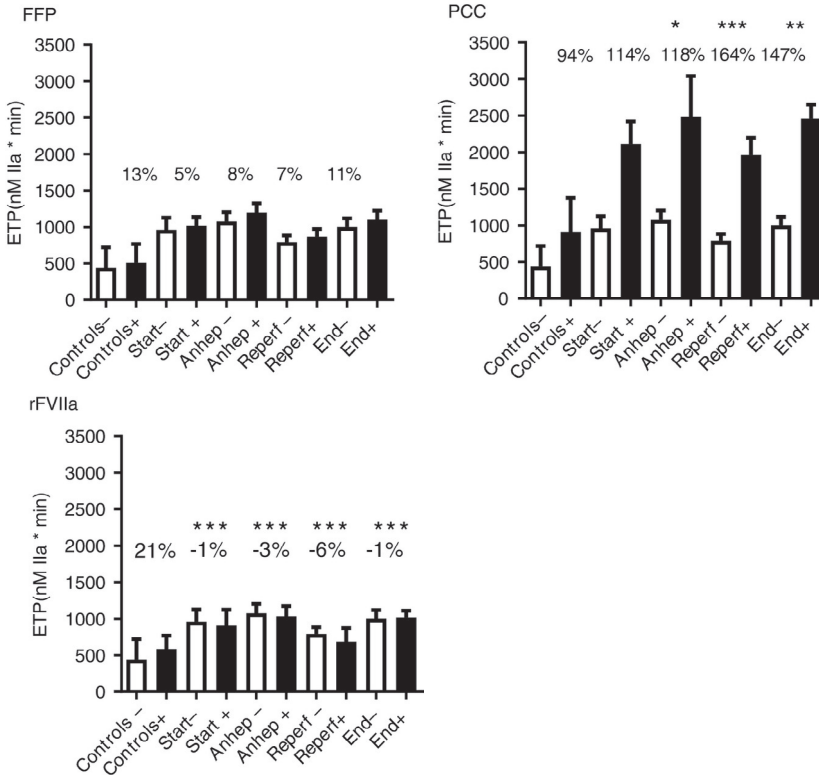 FFP
3500
3000
2500
2000
1500
1000
500
0
ETP(nM IIa * min)
13% 5% 8% 7% 11%
Controls–
Controls+
Start–
Start +
Anhep –
Anhep +
Reperf –
Reperf+
End–
End+
PCC
* *** **
3500
3000
2500
2000
1500
1000
500
0
ETP(nM IIa * min)
94% 114% 118% 164% 147%
Controls–
Controls +
Start–
Start +
Anhep –
Anhep +
Reperf –
Reperf+
End–
End+
rFVIIa
3500
3000
2500
2000
1500
1000
500
0
ETP(nM IIa * min)
*** *** *** ***
21% -1% -3% -6% -1%
Controls –
Controls+
Start–
Start +
Anhep –
Anhep +
Reperf –
Reperf+
End–
End+